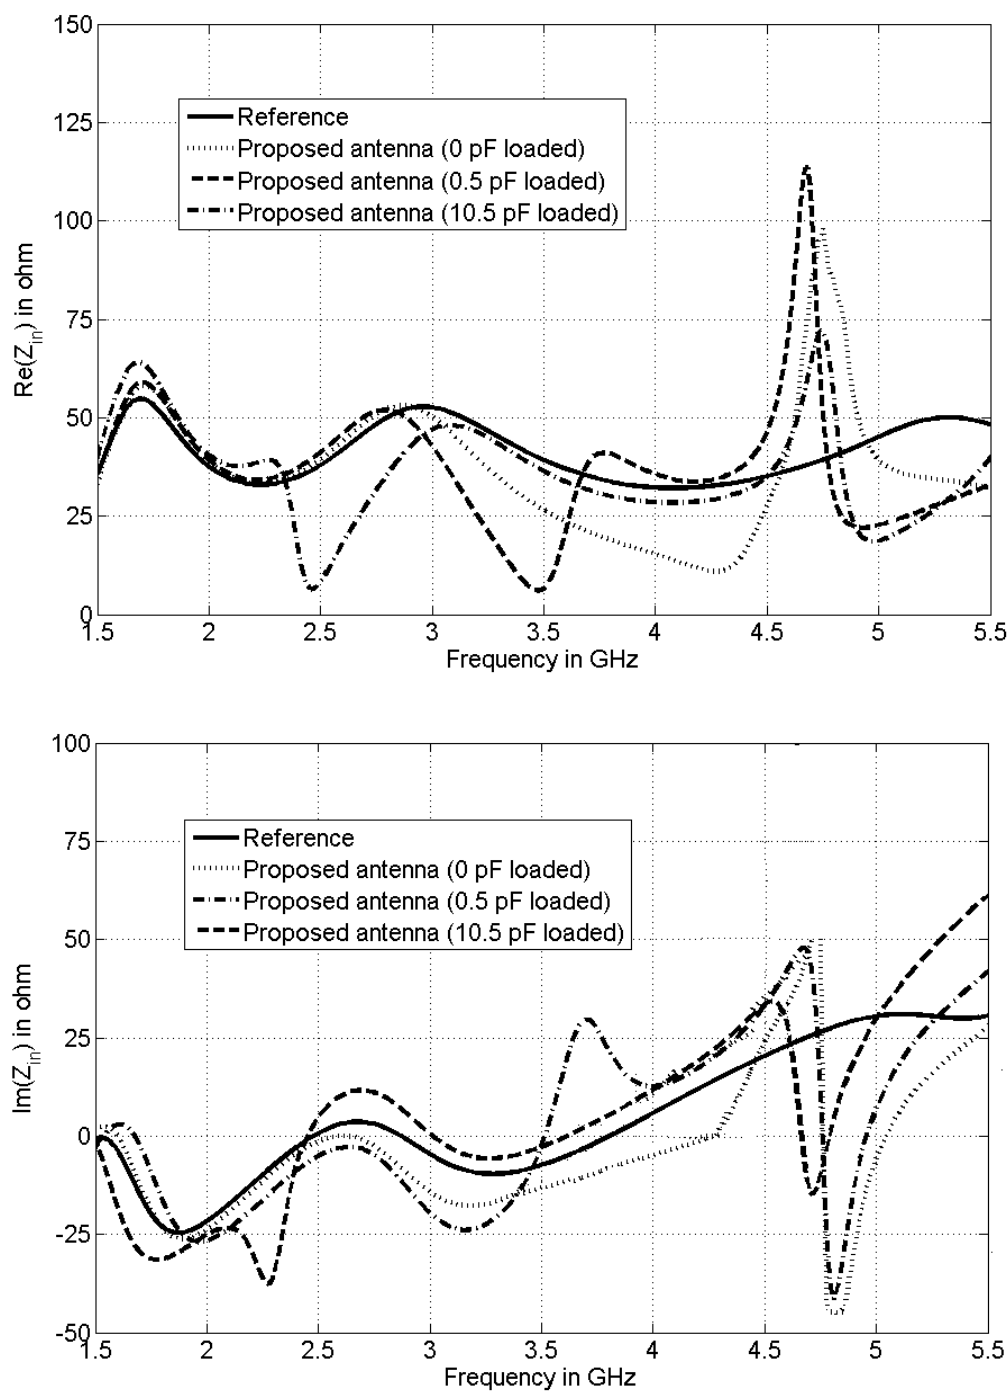 150
125
100
75
50
25
0
Re(Z_in) in ohm
Reference
Proposed antenna (0 pF loaded)
Proposed antenna (0.5 pF loaded)
Proposed antenna (10.5 pF loaded)
1.5 2 2.5 3 3.5 4 4.5 5 5.5
Frequency in GHz
100
75
50
25
0
-25
-50
Im(Z_in) in ohm
Reference
Proposed antenna (0 pF loaded)
Proposed antenna (0.5 pF loaded)
Proposed antenna (10.5 pF loaded)
1.5 2 2.5 3 3.5 4 4.5 5 5.5
Frequency in GHz